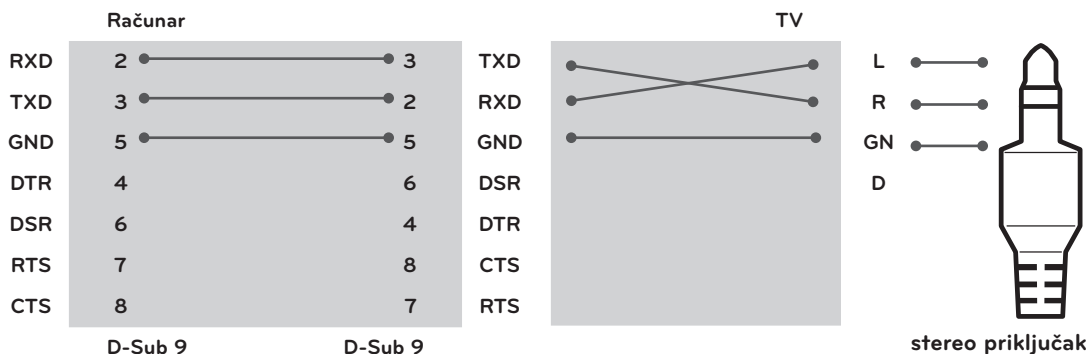 Računar TV
RXD 2 3 TXD L
TXD 3 2 RXD R
GND 5 5 GND GN
DTR 4 6 DSR D
DSR 6 4 DTR
RTS 7 8 CTS
CTS 8 7 RTS
D-Sub 9 D-Sub 9 stereo priključak